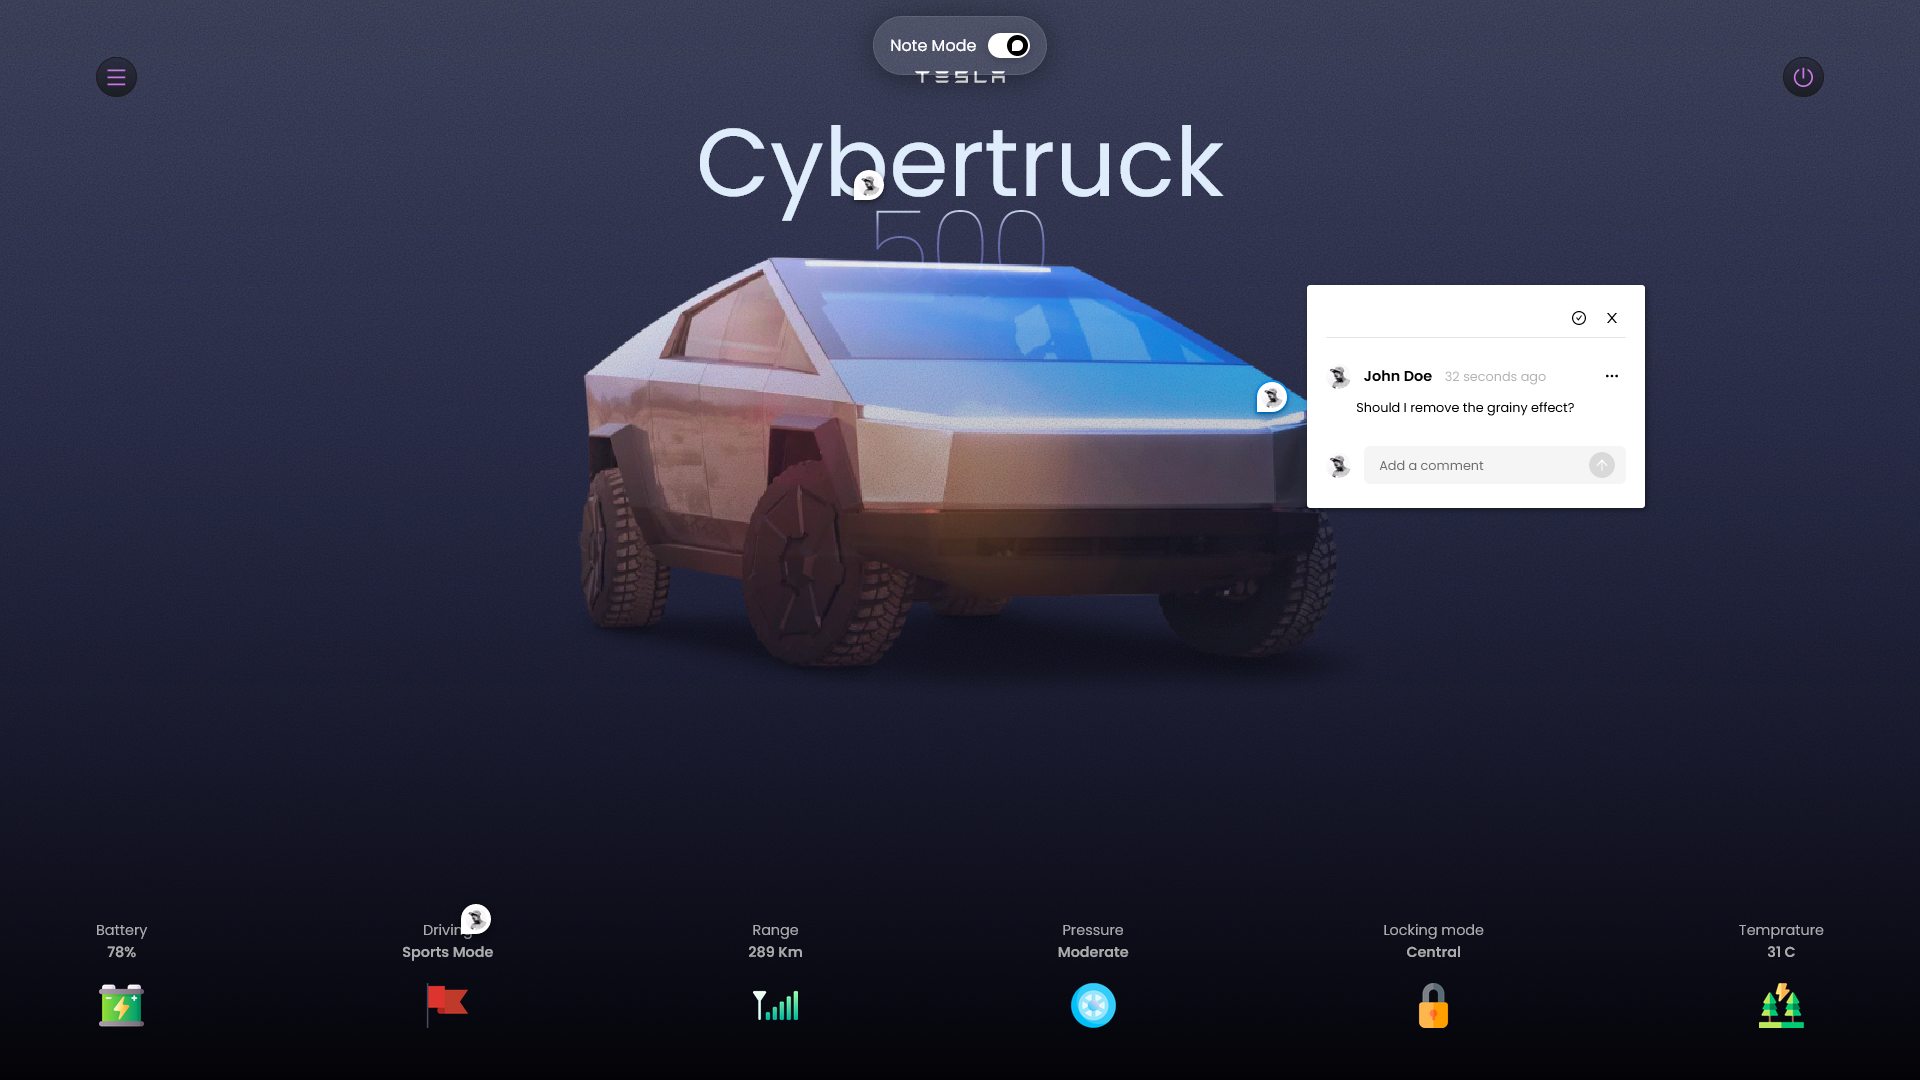 Note Mode
TESLA
Cybertruck
500
X
John Doe 32 seconds ago ...
Should I remove the grainy effect?
Add a comment
Battery
78%
Driving
Sports Mode
Range
289 Km
Pressure
Moderate
Locking mode
Central
Temprature
31 C